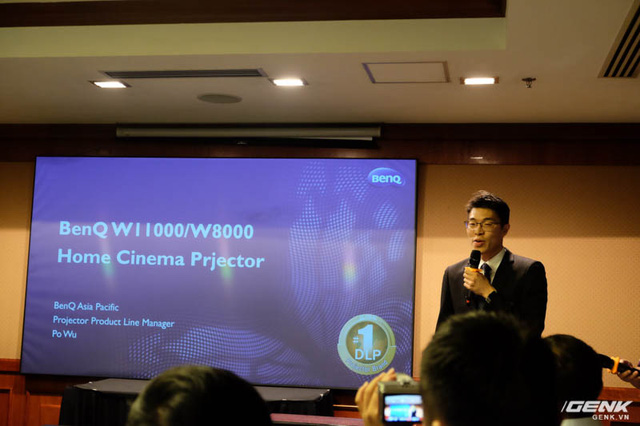 BenQ
BenQ W11000/W8000
Home Cinema Prjector
BenQ Asia Pacific
Projector Product Line Manager
Po Wu
#1
DLP
GENK
GENK.VN